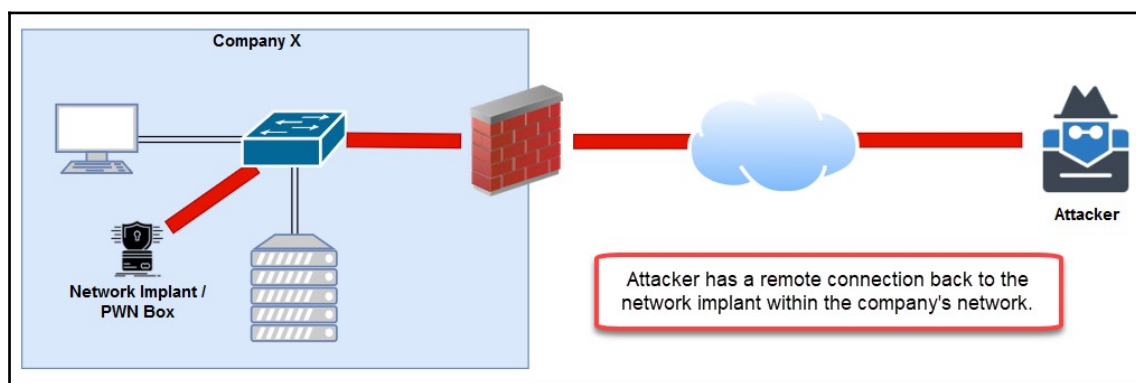 Company X
Network Implant /
PWN Box
Attacker
Attacker has a remote connection back to the
network implant within the company's network.